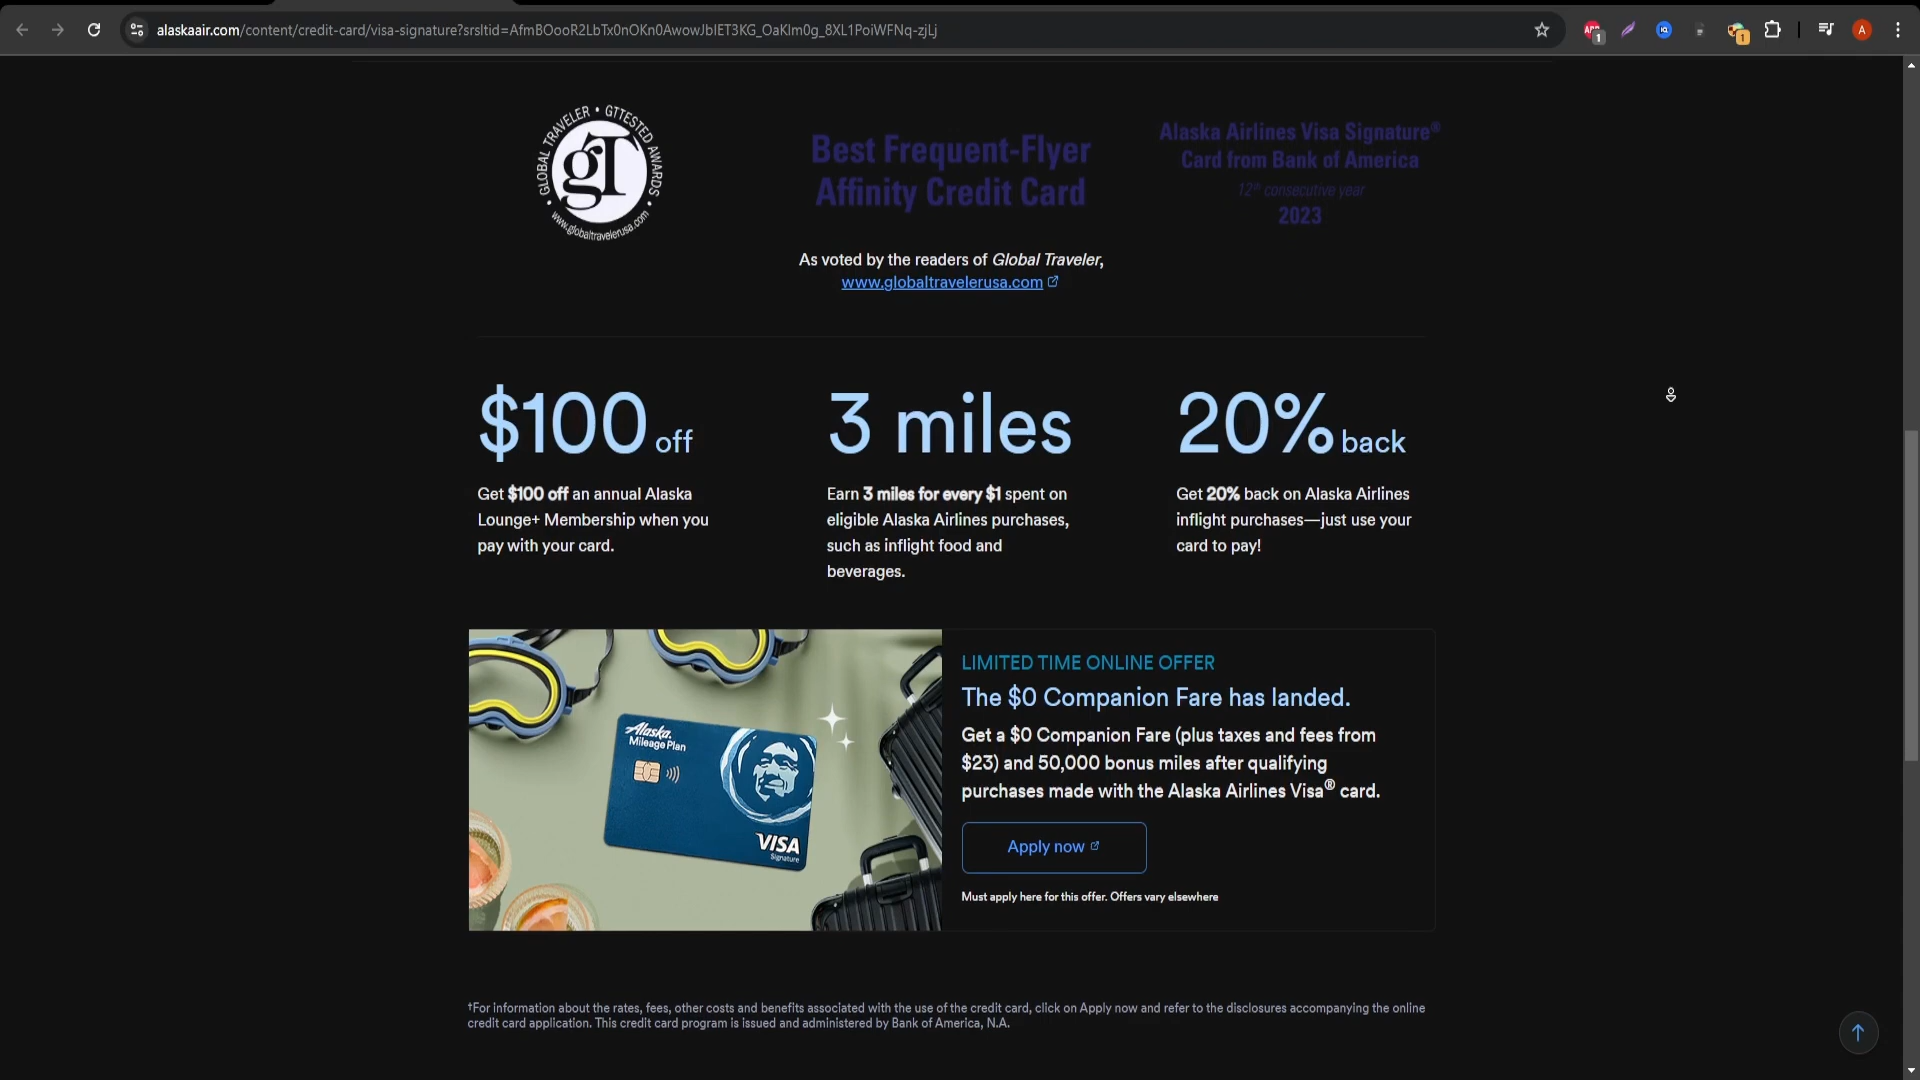 alaskaair.com/content/credit-card/visa-signature?srsltid=AfmBOooR2LbTx0nOKn0AwowJbIET3KG_OaKlm0g_8XL1PoiWFNq-zjLj
ABP
1
1
A
GLOBAL TRAVELER • GT TESTED AWARDS •
gT
www.globaltravelerusa.com
Best Frequent-Flyer
Affinity Credit Card
Alaska Airlines Visa Signature®
Card from Bank of America
12th consecutive year
2023
As voted by the readers of Global Traveler,
www.globaltravelerusa.com
$100 off
Get $100 off an annual Alaska
Lounge+ Membership when you
pay with your card.
3 miles
Earn 3 miles for every $1 spent on
eligible Alaska Airlines purchases,
such as inflight food and
beverages.
20% back
Get 20% back on Alaska Airlines
inflight purchases—just use your
card to pay!
Alaska.
Mileage Plan
VISA
Signature
LIMITED TIME ONLINE OFFER
The $0 Companion Fare has landed.
Get a $0 Companion Fare (plus taxes and fees from
$23) and 50,000 bonus miles after qualifying
purchases made with the Alaska Airlines Visa® card.
Apply now
Must apply here for this offer. Offers vary elsewhere
†For information about the rates, fees, other costs and benefits associated with the use of the credit card, click on Apply now and refer to the disclosures accompanying the online
credit card application. This credit card program is issued and administered by Bank of America, N.A.